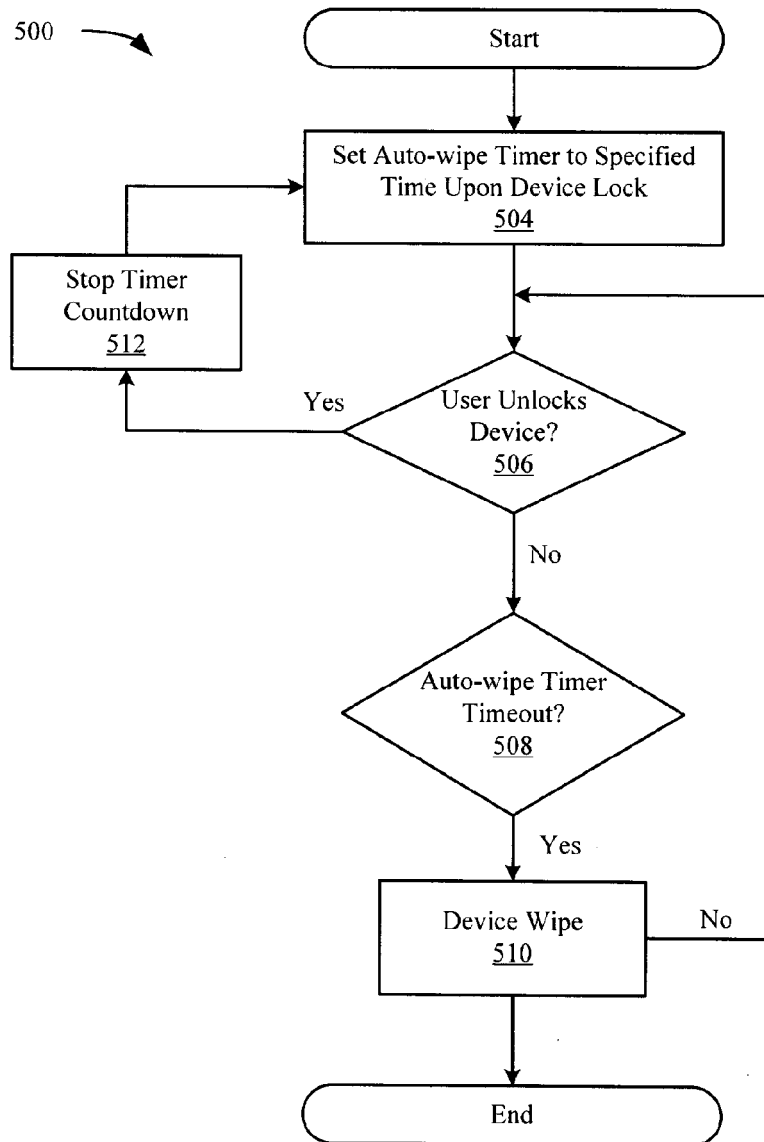 500
Start
Set Auto-wipe Timer to Specified
Time Upon Device Lock
504
Stop Timer
Countdown
512
Yes
User Unlocks
Device?
506
No
Auto-wipe Timer
Timeout?
508
Yes
Device Wipe
510
No
End